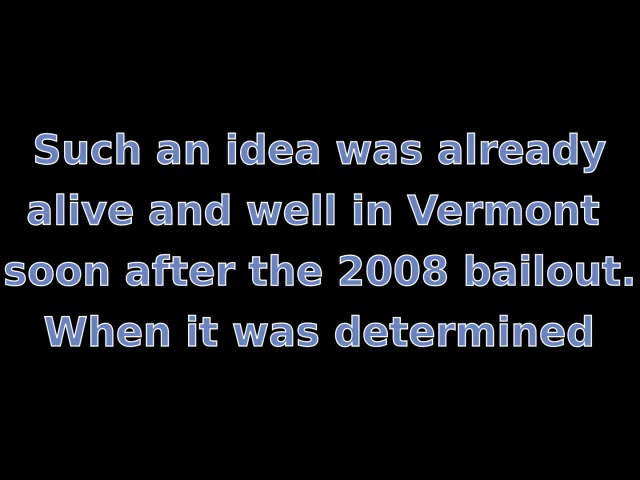 Such an idea was already
alive and well in Vermont
soon after the 2008 bailout.
When it was determined